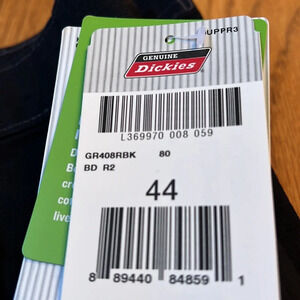 UPPR3
GENUINE
Dickies
L369970 008 059
GR408RBK 80
BD R2
44
8 89440 84859 1